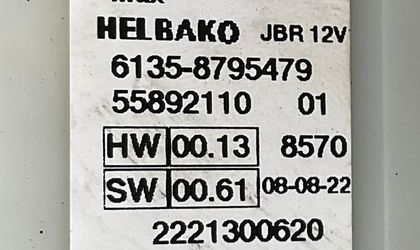 HELBAKO JBR 12V
6135-8795479
55892110 01
HW 00.13 8570
SW 00.61 08-08-22
2221300620